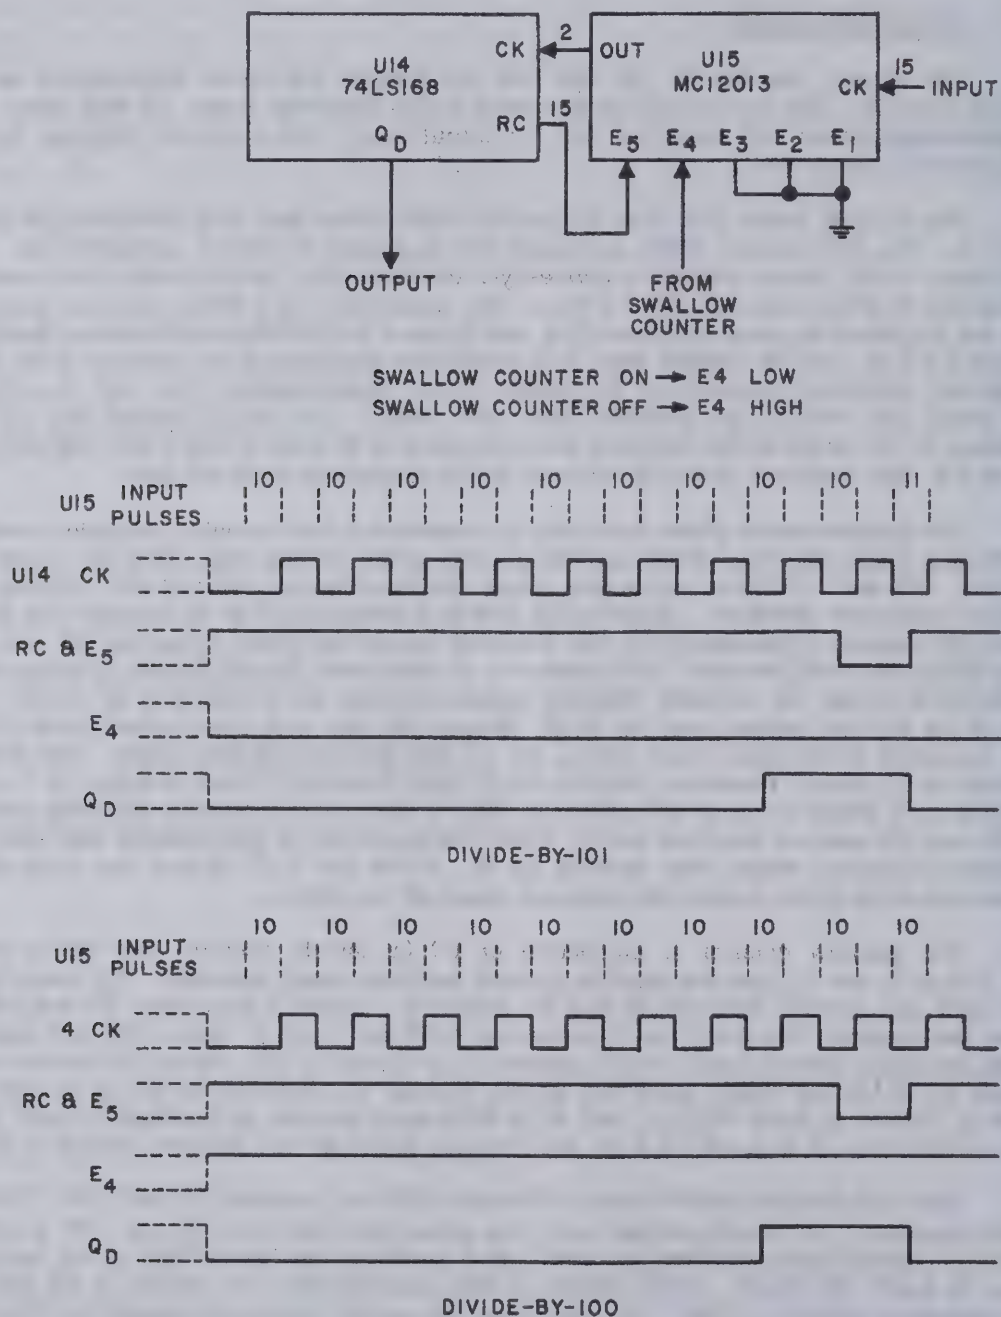 U14
74LS168
CK
RC
QD
2
15
OUT
U15
MC12013
CK
15
INPUT
E5 E4 E3 E2 E1
OUTPUT
FROM
SWALLOW
COUNTER
SWALLOW COUNTER ON → E4 LOW
SWALLOW COUNTER OFF → E4 HIGH
U15 INPUT PULSES
10 10 10 10 10 10 10 10 10 11
U14 CK
RC & E5
E4
QD
DIVIDE-BY-101
U15 INPUT PULSES
10 10 10 10 10 10 10 10 10 10
4 CK
RC & E5
E4
QD
DIVIDE-BY-100